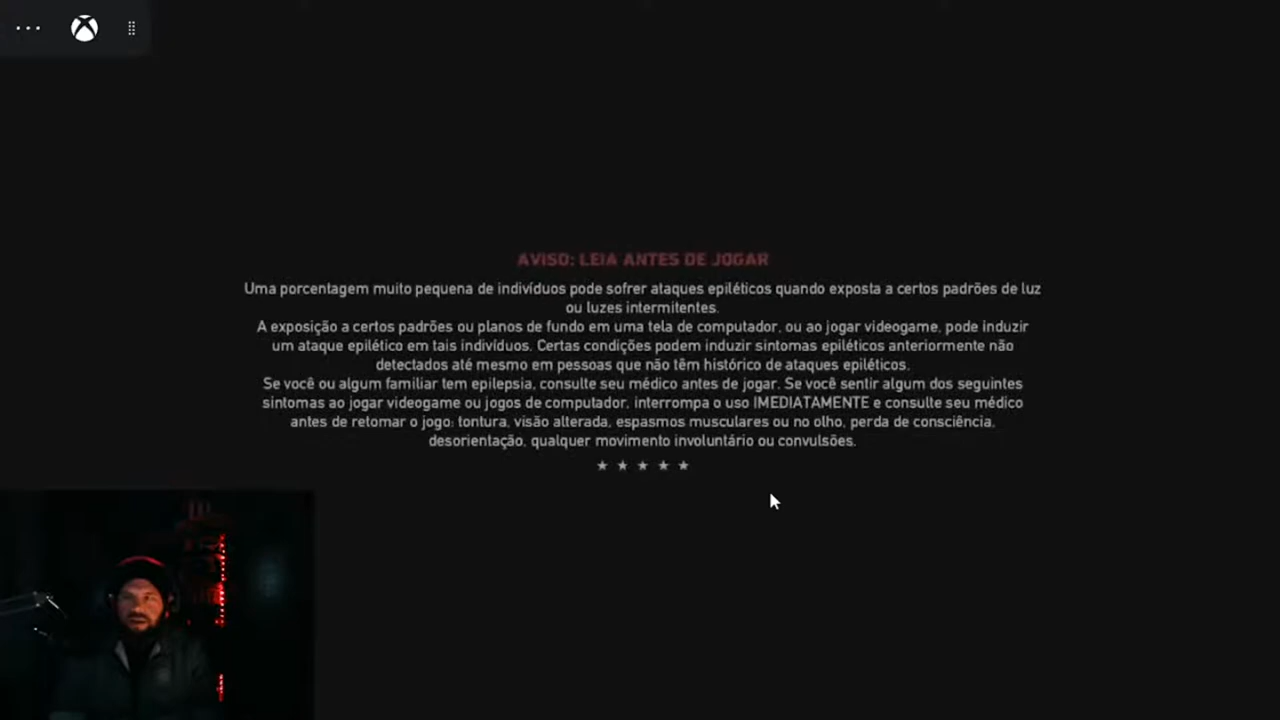 AVISO: LEIA ANTES DE JOGAR
Uma porcentagem muito pequena de indivíduos pode sofrer ataques epiléticos quando exposta a certos padrões de luz
ou luzes intermitentes.
A exposição a certos padrões ou planos de fundo em uma tela de computador, ou ao jogar videogame, pode induzir
um ataque epilético em tais indivíduos. Certas condições podem induzir sintomas epiléticos anteriormente não
detectados até mesmo em pessoas que não têm histórico de ataques epiléticos.
Se você ou algum familiar tem epilepsia, consulte seu médico antes de jogar. Se você sentir algum dos seguintes
sintomas ao jogar videogame ou jogos de computador, interrompa o uso IMEDIATAMENTE e consulte seu médico
antes de retomar o jogo: tontura, visão alterada, espasmos musculares ou no olho, perda de consciência,
desorientação, qualquer movimento involuntário ou convulsões.